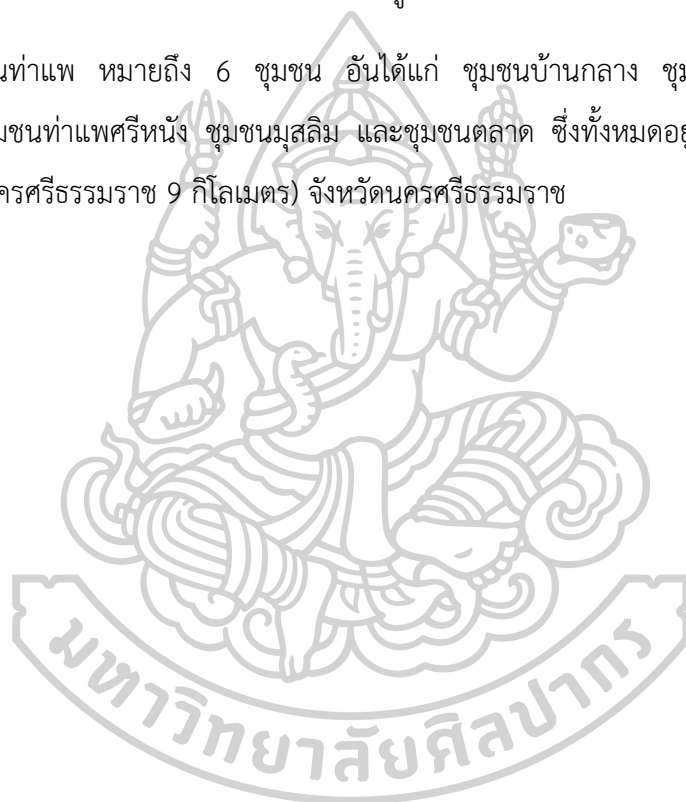 นท่าแพ หมายถึง 6 ชุมชน อันได้แก่ ชุมชนบ้านกลาง ชุม
มชนท่าแพศรีหนัง ชุมชนมุสลิม และชุมชนตลาด ซึ่งทั้งหมดอยู
ครศรีธรรมราช 9 กิโลเมตร) จังหวัดนครศรีธรรมราช
มหาวิทยาลัยศิลปากร